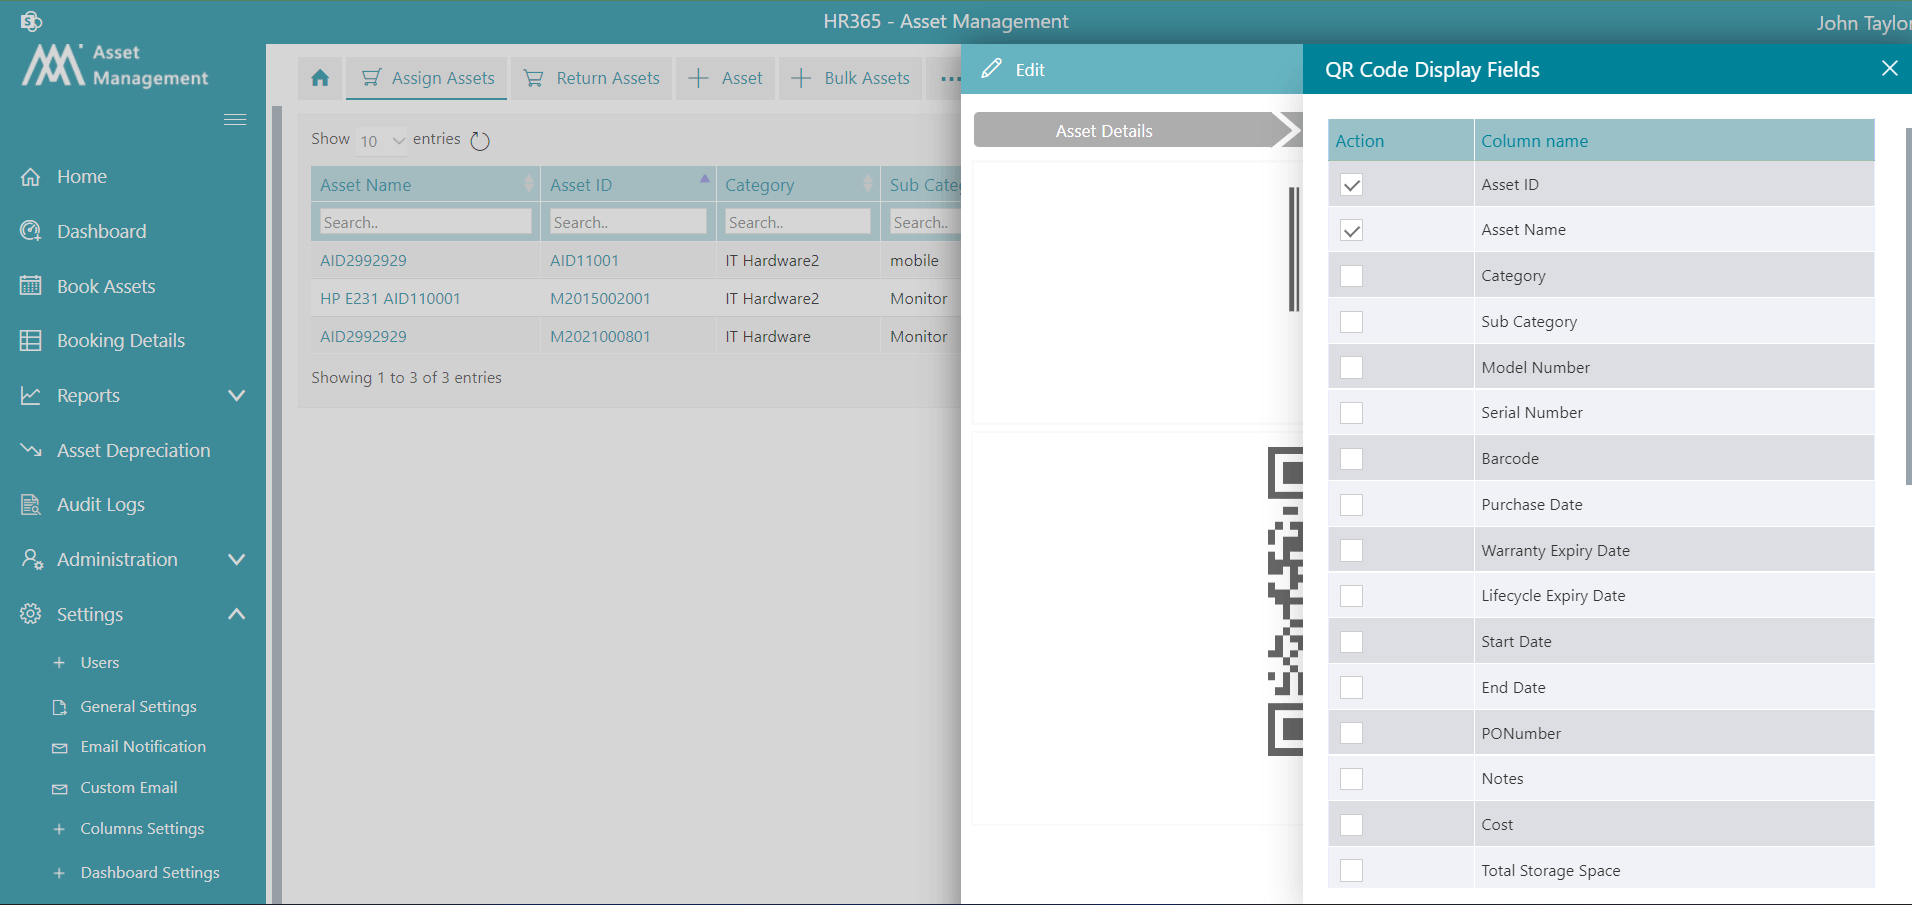 HR365 - Asset Management
John Taylor
Asset
Management
Home
Dashboard
Book Assets
Booking Details
Reports
Asset Depreciation
Audit Logs
Administration
Settings
Users
General Settings
Email Notification
Custom Email
Columns Settings
Dashboard Settings
Assign Assets
Return Assets
Asset
Bulk Assets
Show 10 entries
Asset Name Asset ID Category Sub Cate
Search.. Search.. Search.. Search..
AID2992929 AID11001 IT Hardware2 mobile
HP E231 AID110001 M2015002001 IT Hardware2 Monitor
AID2992929 M2021000801 IT Hardware Monitor
Showing 1 to 3 of 3 entries
Edit
Asset Details
QR Code Display Fields
Action Column name
Asset ID
Asset Name
Category
Sub Category
Model Number
Serial Number
Barcode
Purchase Date
Warranty Expiry Date
Lifecycle Expiry Date
Start Date
End Date
PONumber
Notes
Cost
Total Storage Space